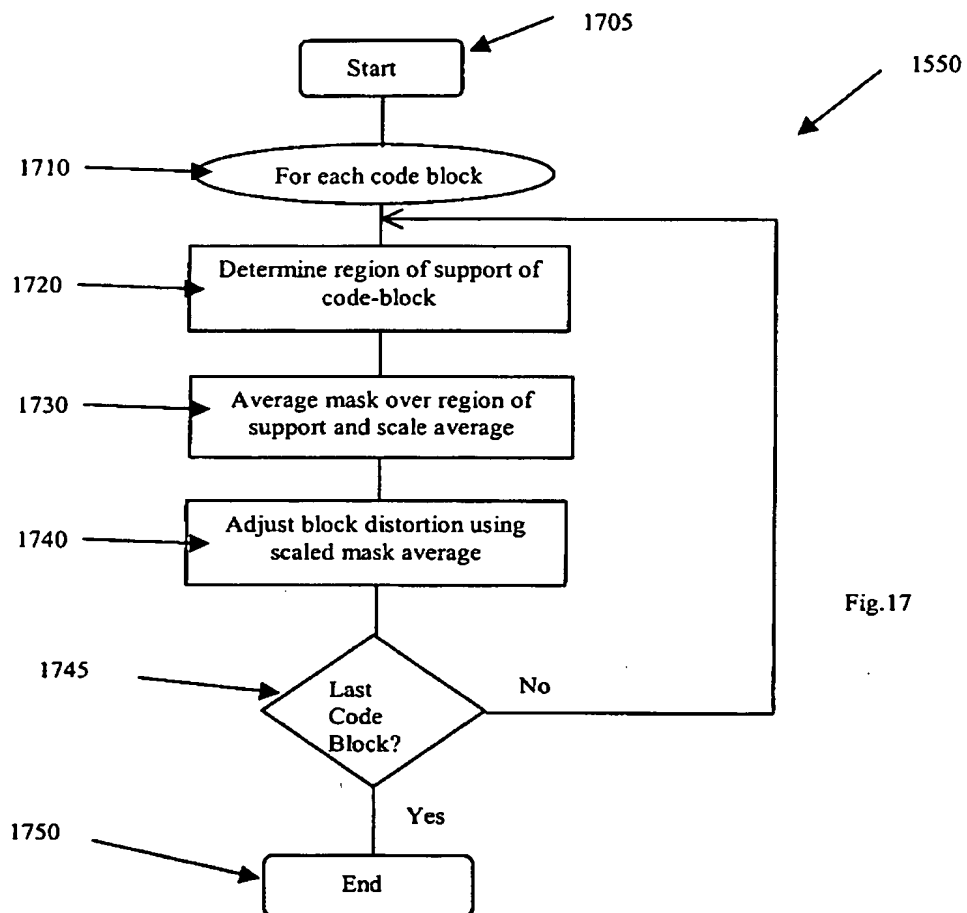 1705
Start
1550
1710
For each code block
1720
Determine region of support of
code-block
1730
Average mask over region of
support and scale average
1740
Adjust block distortion using
scaled mask average
Fig.17
1745
Last
Code
Block?
No
Yes
1750
End